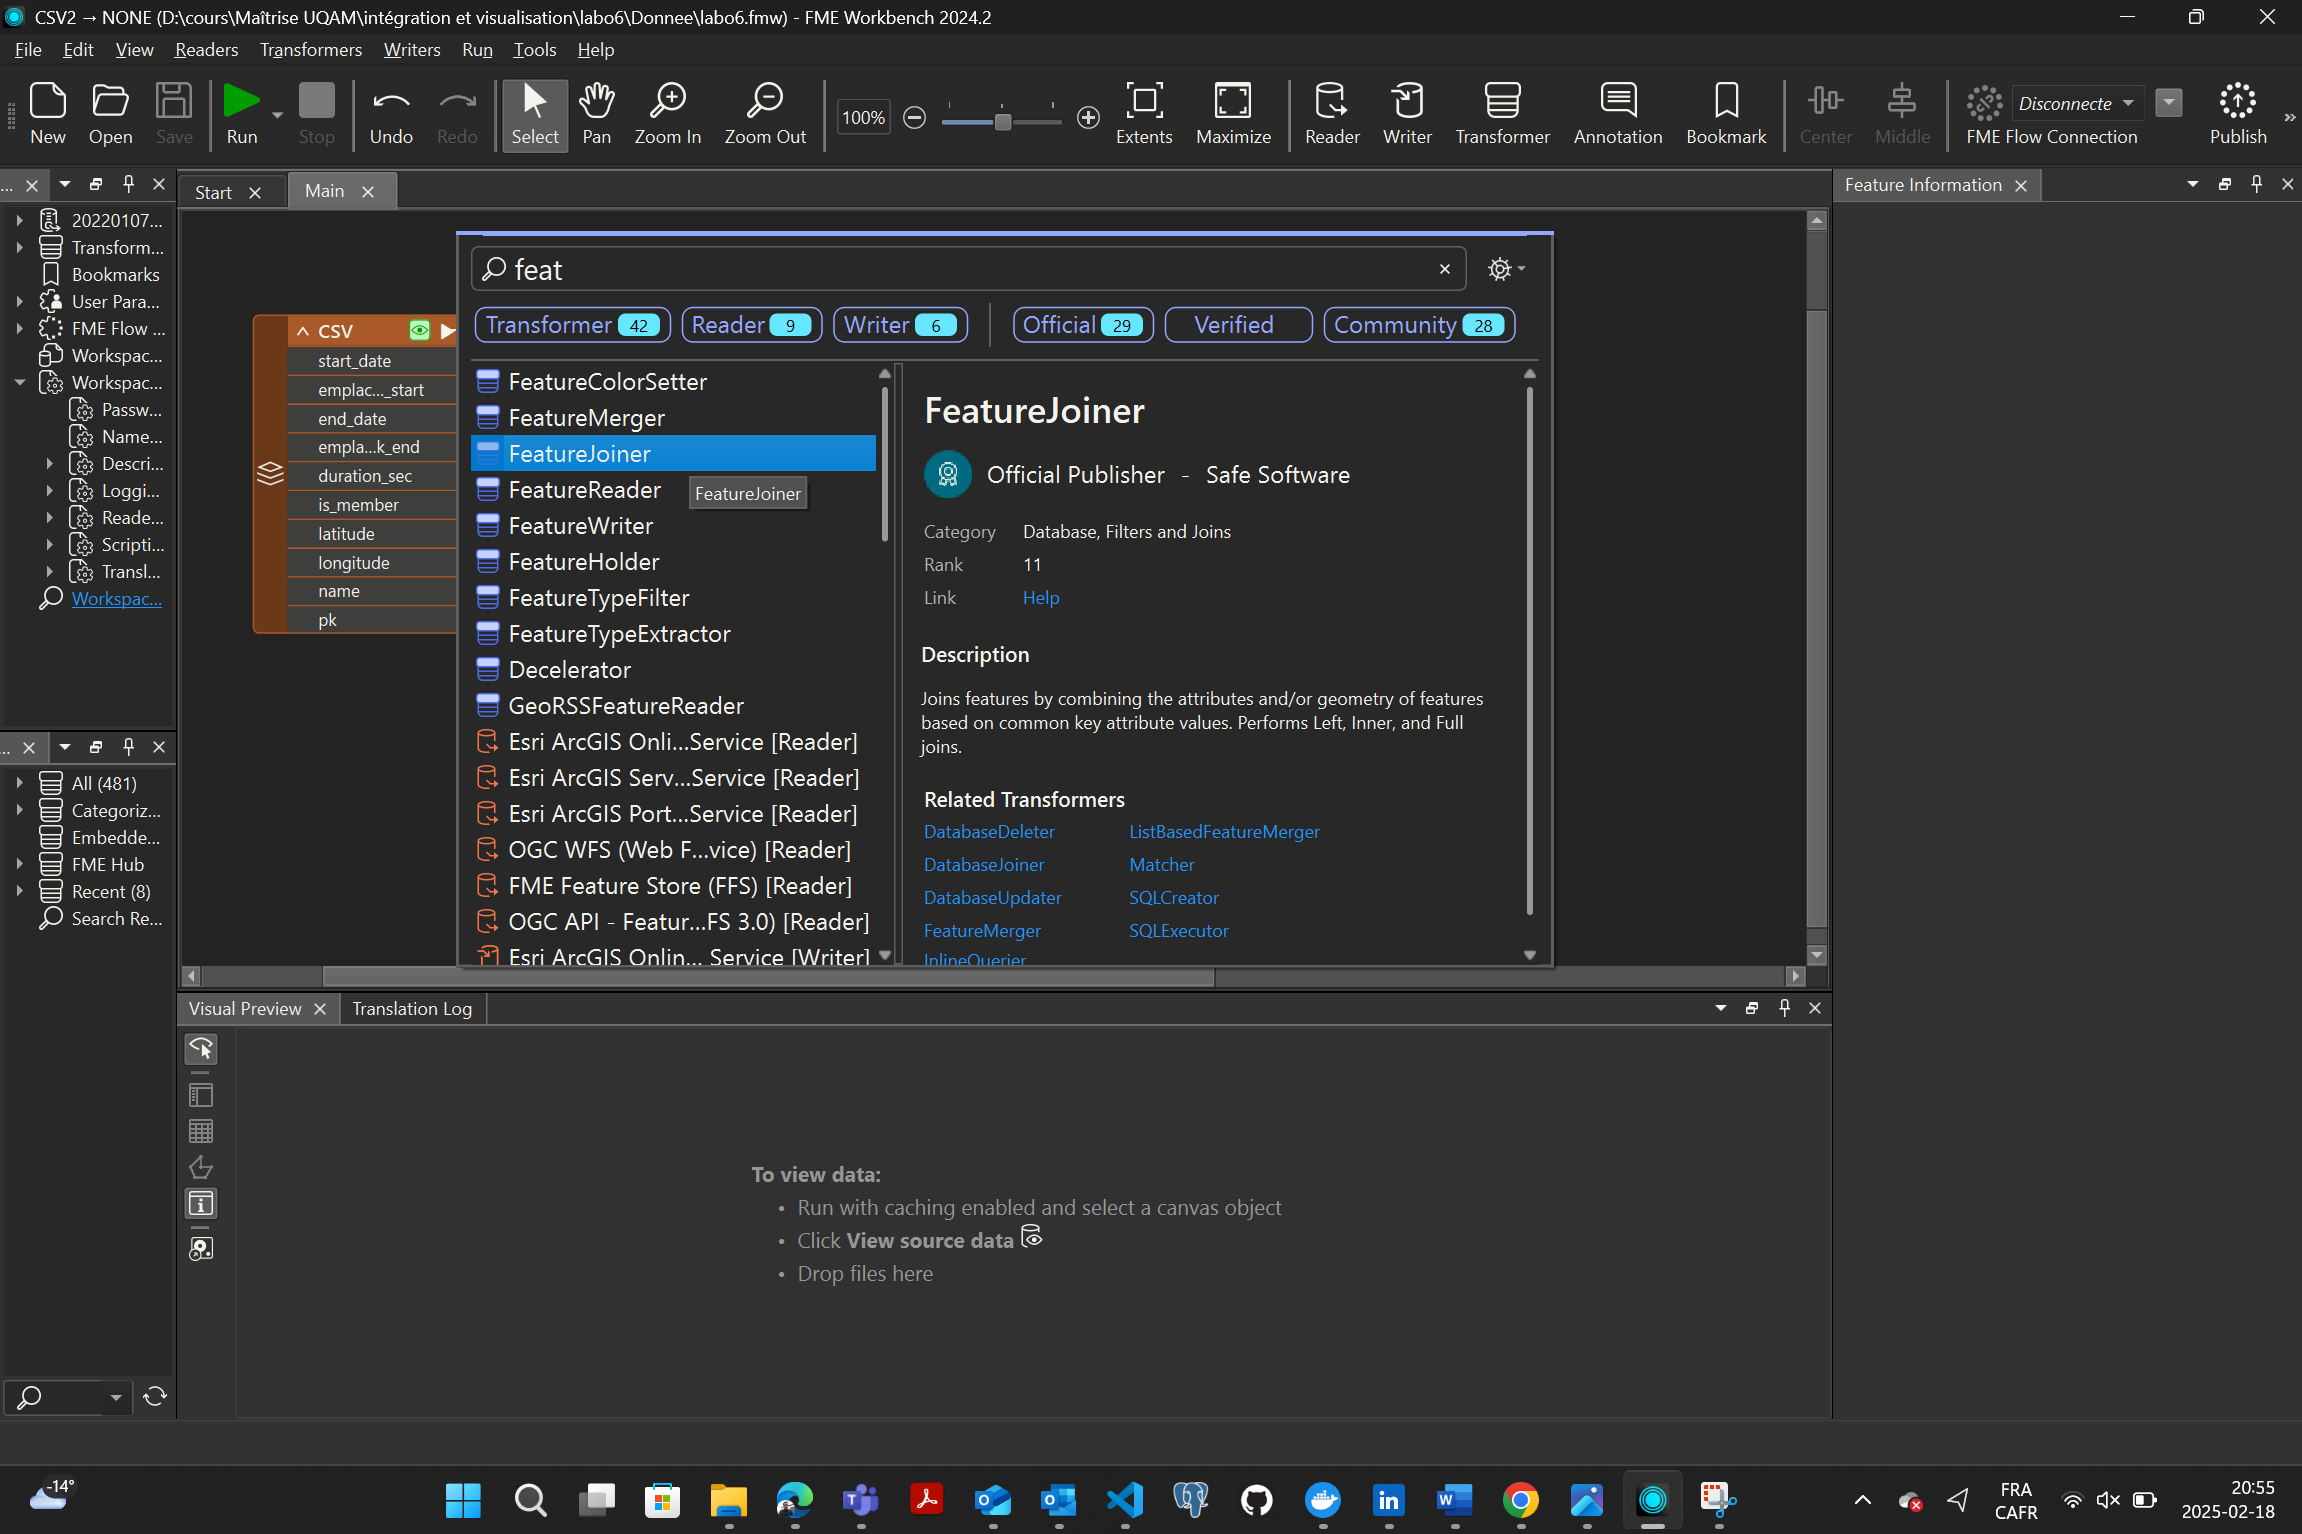 CSV2 → NONE (D:\cours\Maîtrise UQAM\intégration et visualisation\labo6\Donnee\labo6.fmw) - FME Workbench 2024.2
File Edit View Readers Transformers Writers Run Tools Help
New Open Save Run Stop Undo Redo Select Pan Zoom In Zoom Out 100% Extents Maximize Reader Writer Transformer Annotation Bookmark Center Middle Disconnecte FME Flow Connection Publish »
...
20220107...
Transform...
Bookmarks
User Para...
FME Flow ...
Workspac...
Workspac...
Passw...
Name...
Descri...
Loggi...
Reade...
Scripti...
Transl...
Workspac...
...
All (481)
Categoriz...
Embedde...
FME Hub
Recent (8)
Search Re...
Start
Main
CSV
start_date
emplac..._start
end_date
empla...k_end
duration_sec
is_member
latitude
longitude
name
pk
feat
Transformer 42 Reader 9 Writer 6 Official 29 Verified Community 28
FeatureColorSetter
FeatureMerger
FeatureJoiner
FeatureReader
FeatureJoiner
FeatureWriter
FeatureHolder
FeatureTypeFilter
FeatureTypeExtractor
Decelerator
GeoRSSFeatureReader
Esri ArcGIS Onli...Service [Reader]
Esri ArcGIS Serv...Service [Reader]
Esri ArcGIS Port...Service [Reader]
OGC WFS (Web F...vice) [Reader]
FME Feature Store (FFS) [Reader]
OGC API - Featur...FS 3.0) [Reader]
Esri ArcGIS Onlin... Service [Writer]
FeatureJoiner
Official Publisher - Safe Software
Category Database, Filters and Joins
Rank 11
Link Help
Description
Joins features by combining the attributes and/or geometry of features
based on common key attribute values. Performs Left, Inner, and Full
joins.
Related Transformers
DatabaseDeleter ListBasedFeatureMerger
DatabaseJoiner Matcher
DatabaseUpdater SQLCreator
FeatureMerger SQLExecutor
InlineQuerier
Feature Information
Visual Preview
Translation Log
To view data:
• Run with caching enabled and select a canvas object
• Click View source data
• Drop files here
-14°
FRA
CAFR
20:55
2025-02-18